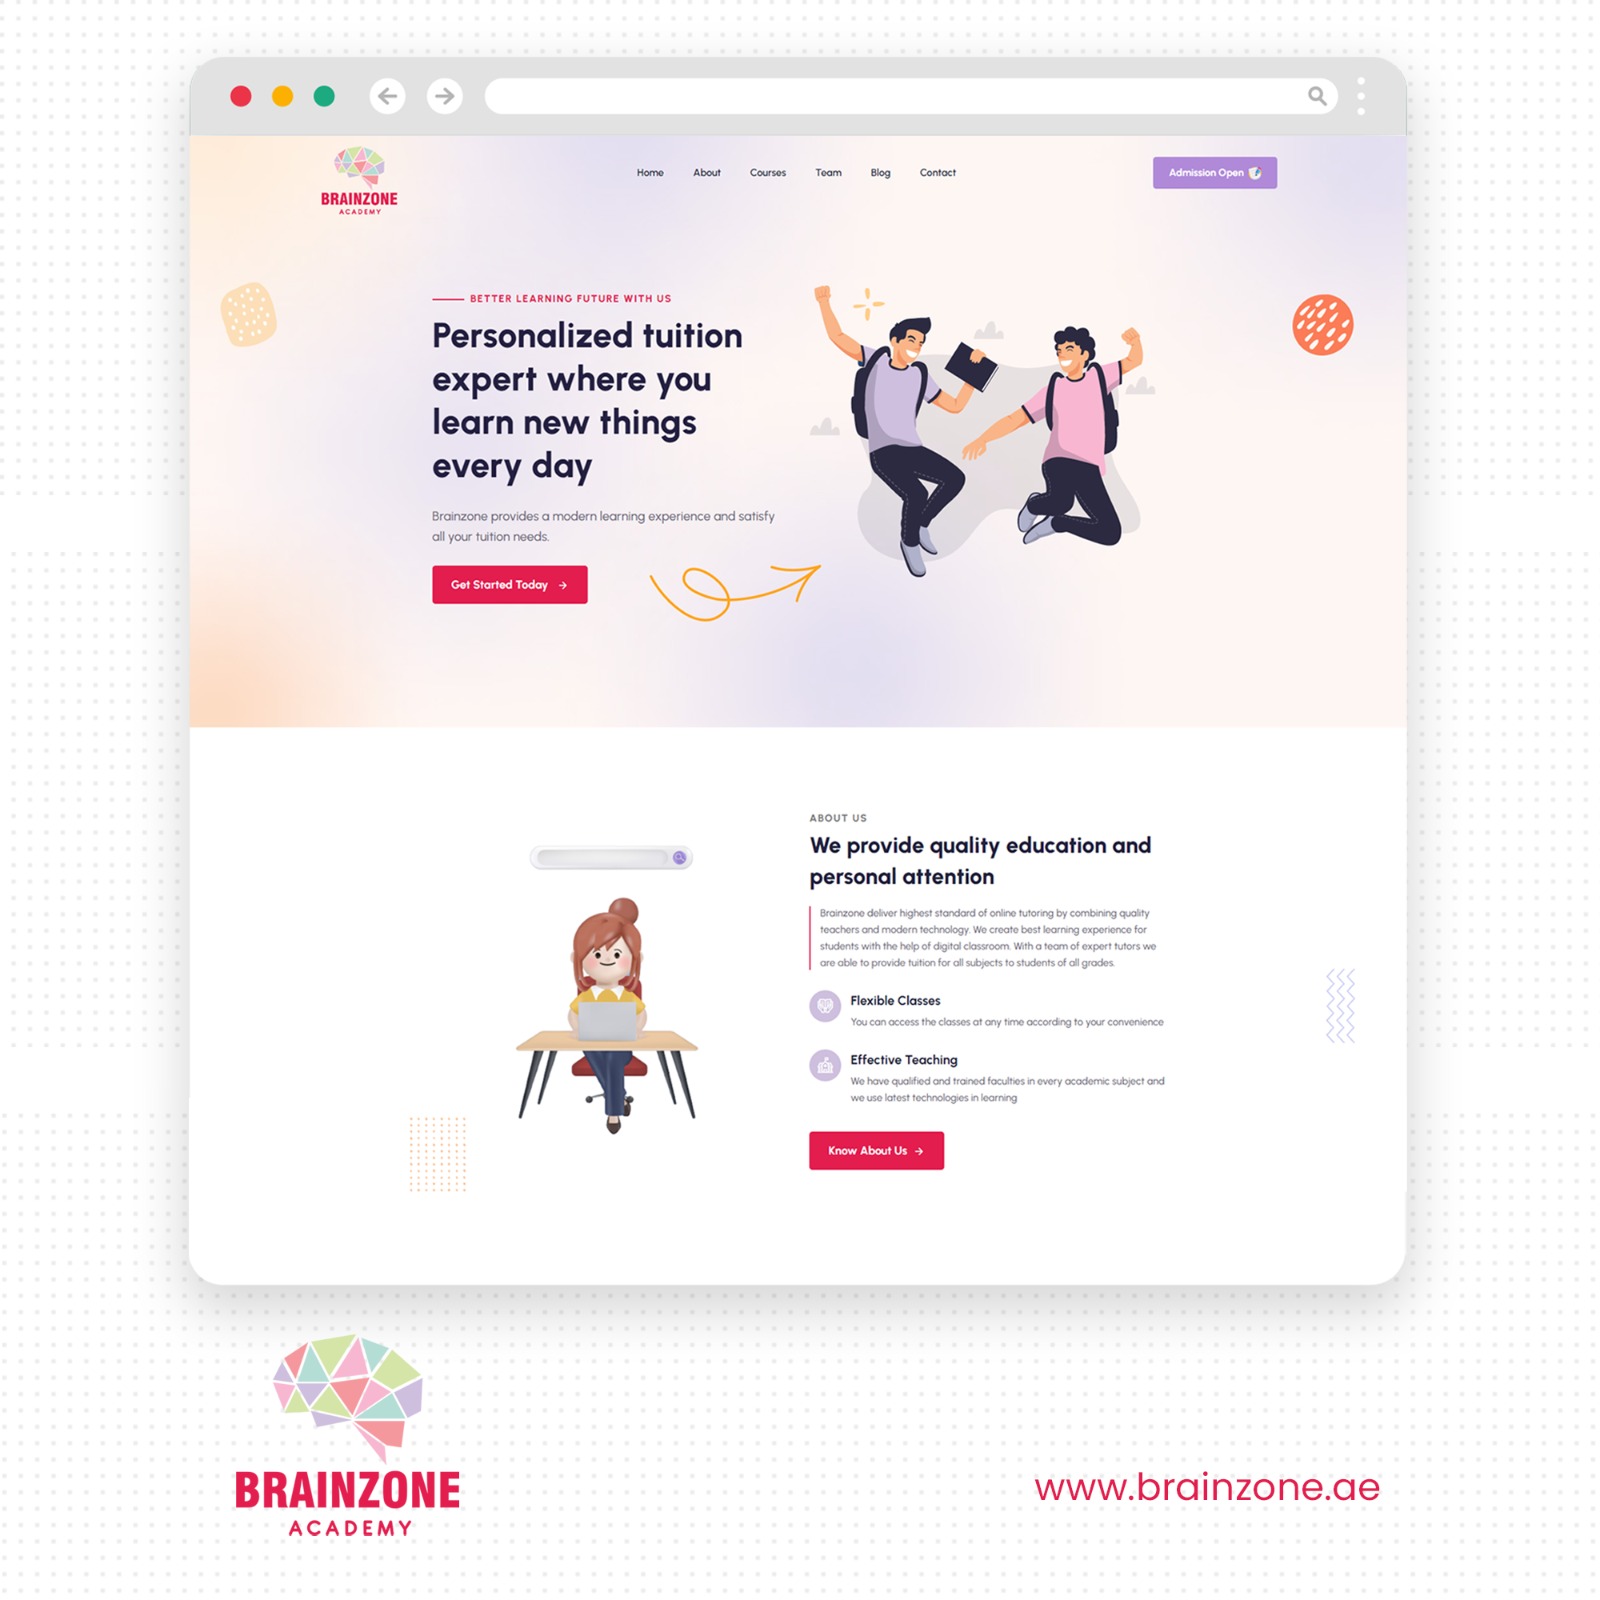 BRAINZONE
ACADEMY
Home About Courses Team Blog Contact
Admission Open
BETTER LEARNING FUTURE WITH US
Personalized tuition
expert where you
learn new things
every day
Brainzone provides a modern learning experience and satisfy
all your tuition needs.
Get Started Today
ABOUT US
We provide quality education and
personal attention
Brainzone deliver highest standard of online tutoring by combining quality
teachers and modern technology. We create best learning experience for
students with the help of digital classroom. With a team of expert tutors we
are able to provide tuition for all subjects to students of all grades.
Flexible Classes
You can access the classes at any time according to your convenience
Effective Teaching
We have qualified and trained faculties in every academic subject and
we use latest technologies in learning
Know About Us
BRAINZONE
ACADEMY
www.brainzone.ae